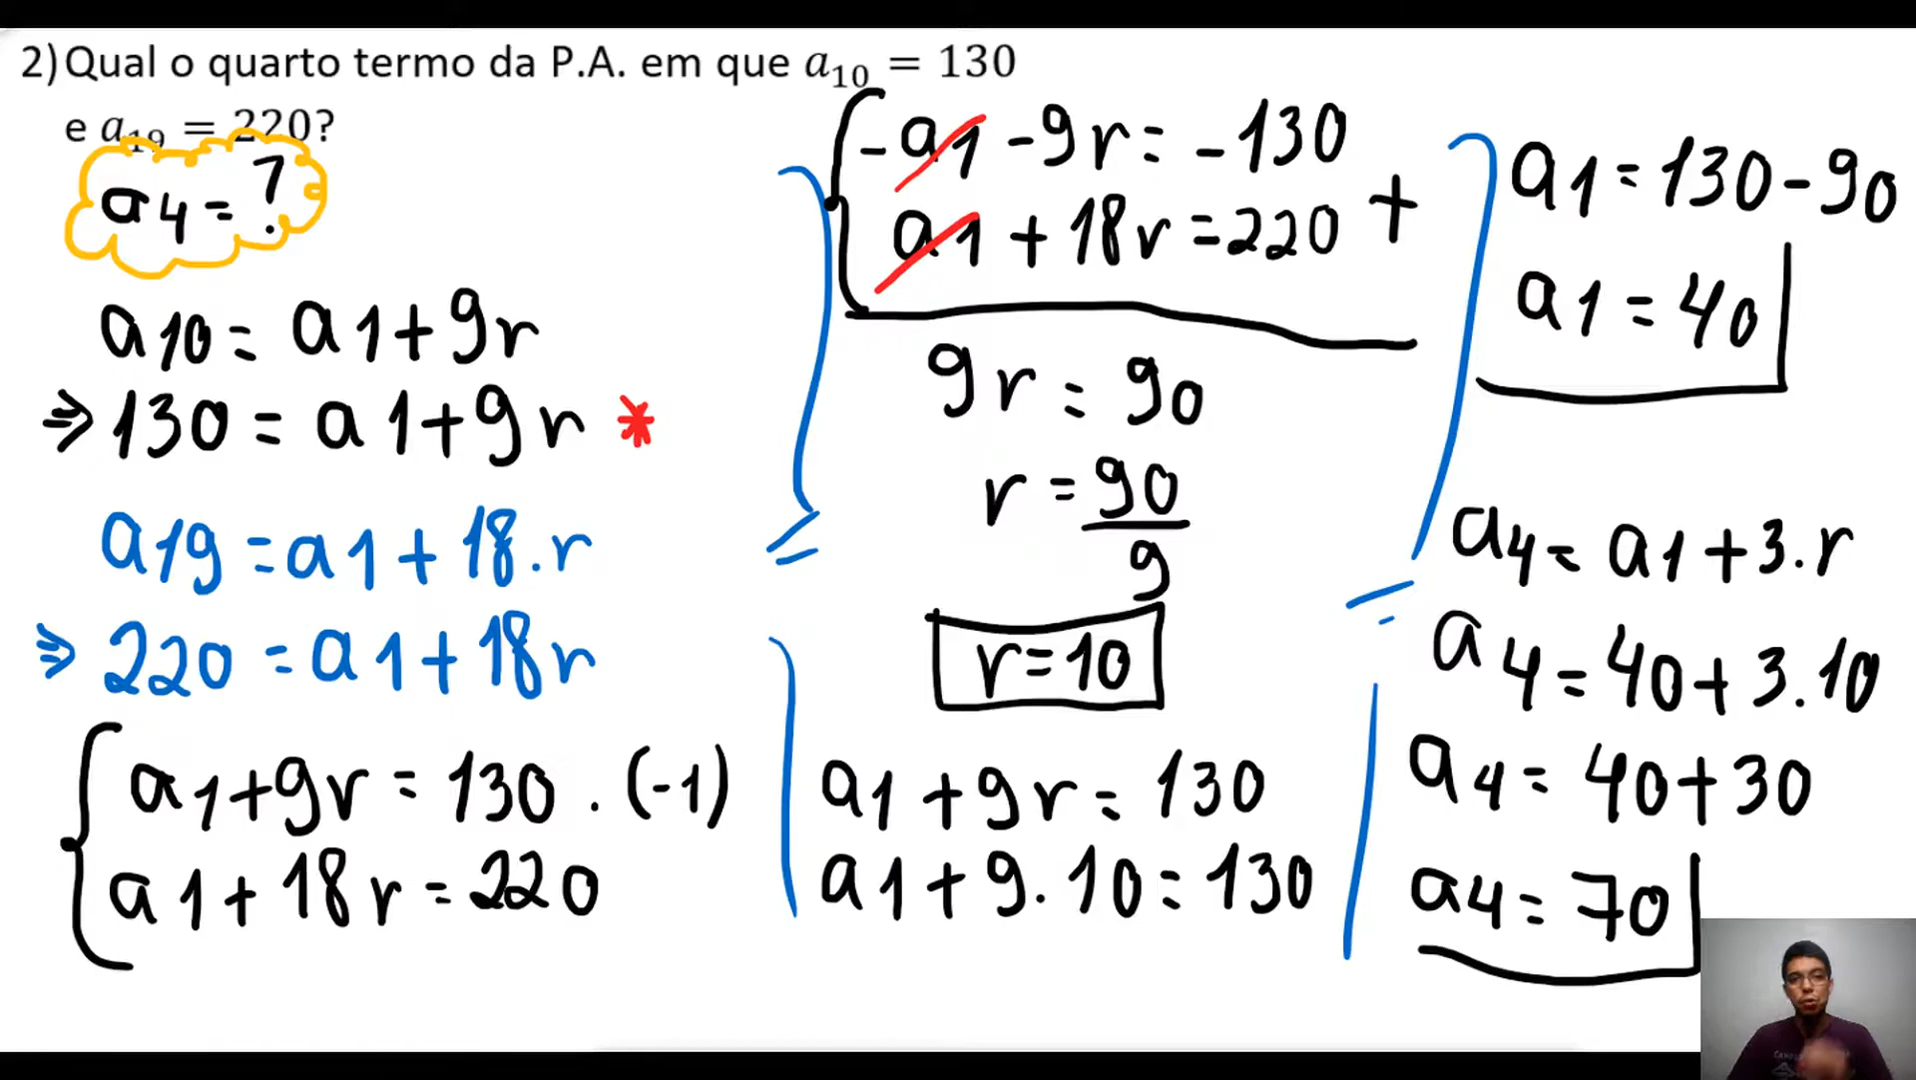 2) Qual o quarto termo da P.A. em que a₁₀ = 130
e a₁₉ = 220?
a4 = ?
a10 = a1+9r
⇒ 130 = a1+9r *
a19 = a1 + 18.r
⇒ 220 = a1+18r
a1+9r = 130 . (-1)
a1+18r = 220
-a1 -9r = -130
a1 + 18r = 220 +
9r = 90
r = 90/9
r=10
a1 + 9r = 130
a1 + 9.10 = 130
a1 = 130-90
a1 = 40
a4 = a1+3.r
a4 = 40+3.10
a4 = 40+30
a4 = 70